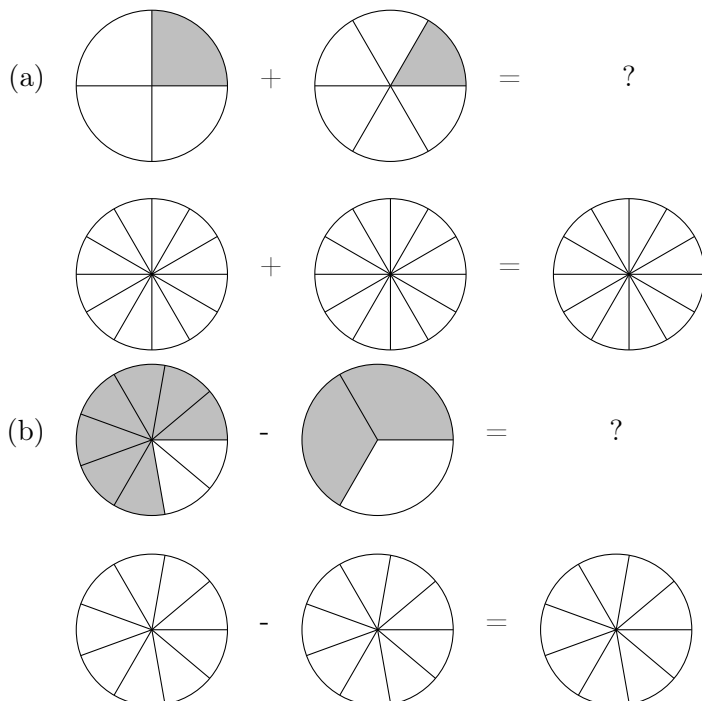 (a) + = ?
+ =
(b) - = ?
- =